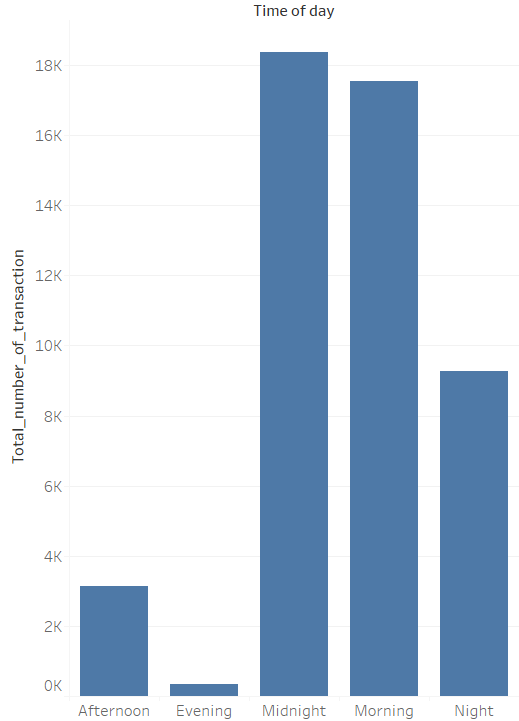 Time of day
Total_number_of_transaction
18K
16K
14K
12K
10K
8K
6K
4K
2K
0K
Afternoon Evening Midnight Morning Night